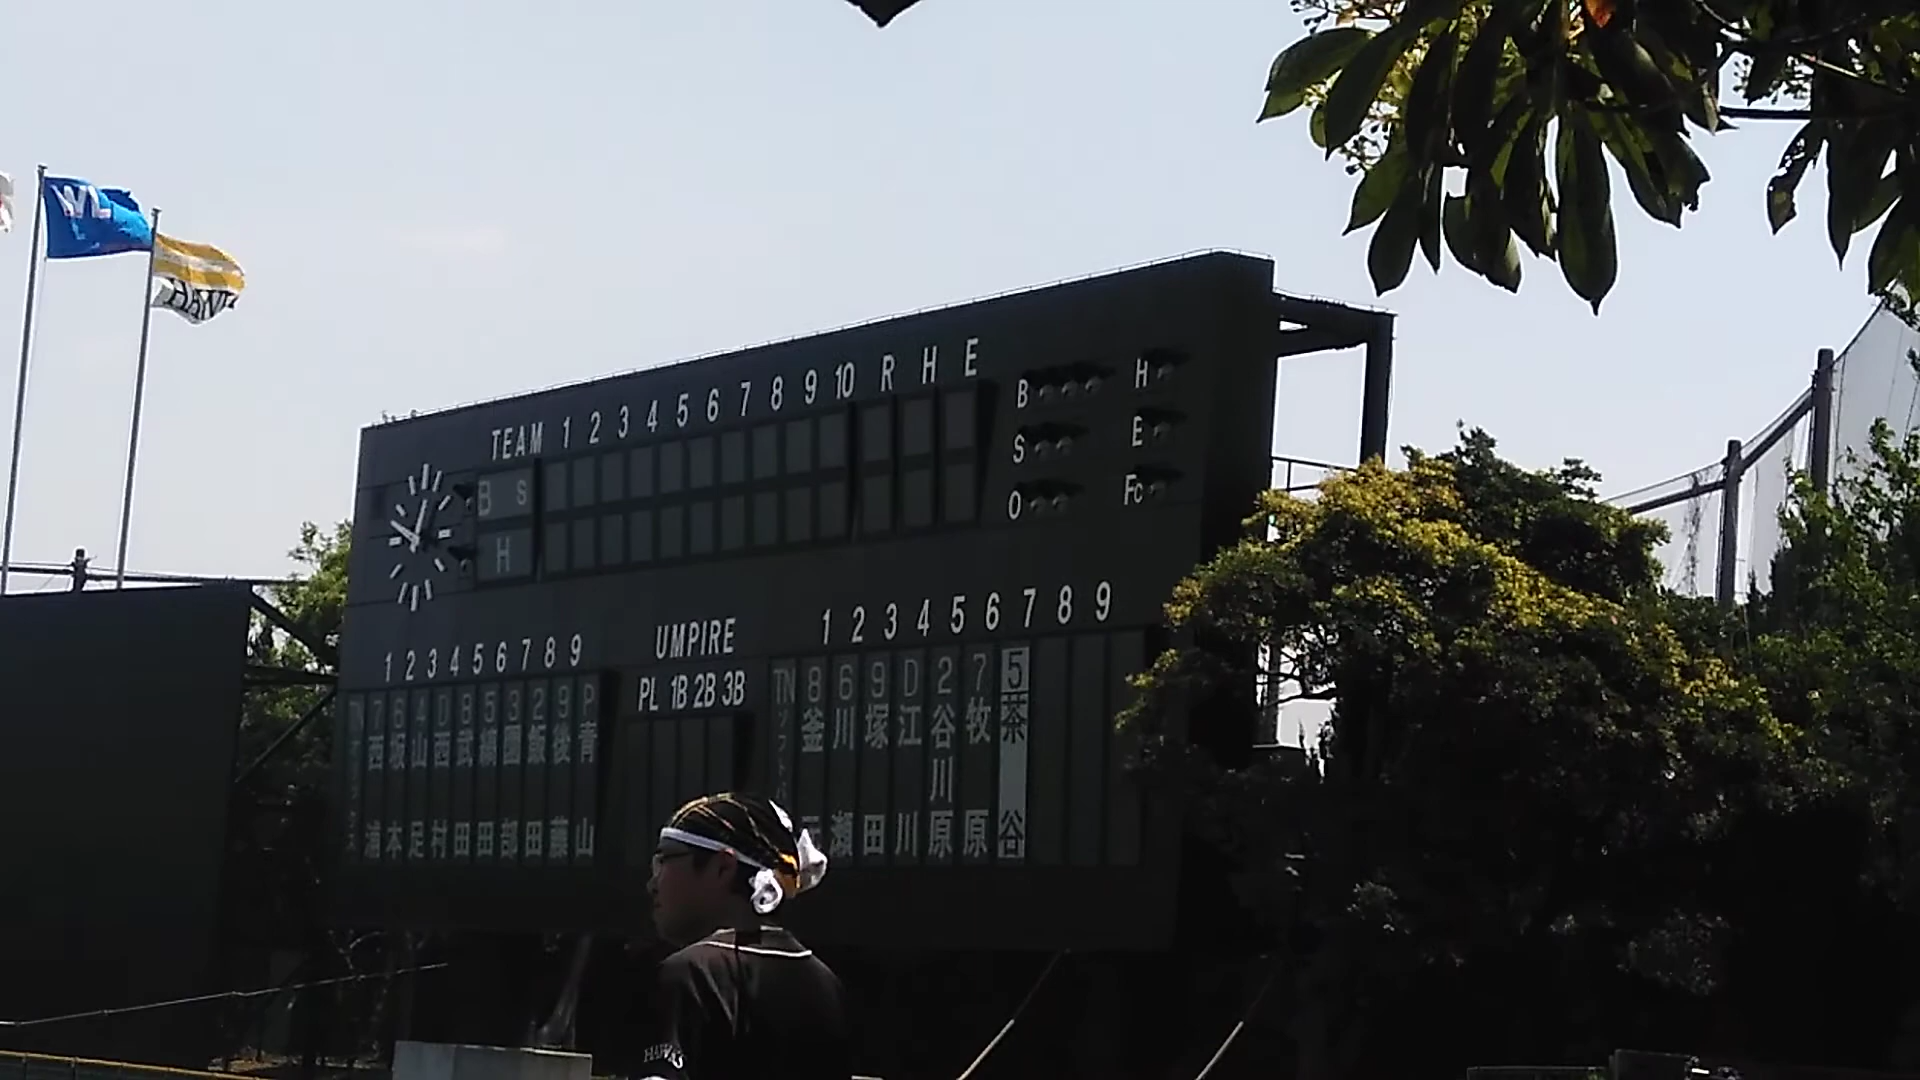 WL
HAWK
TEAM 1 2 3 4 5 6 7 8 9 10 R H E
B S
H
B H
S E
O Fc
1 2 3 4 5 6 7 8 9
UMPIRE
PL 1B 2B 3B
1 2 3 4 5 6 7 8 9
7 西浦
6 坂本
4 山足
D 西村
8 武田
5 縞田
3 園部
2 飯田
9 後藤
P 青山
TN
8 釜元
6 川瀬
9 塚田
D 江川
2 谷川原
7 牧原
5 茶谷
HAWKS